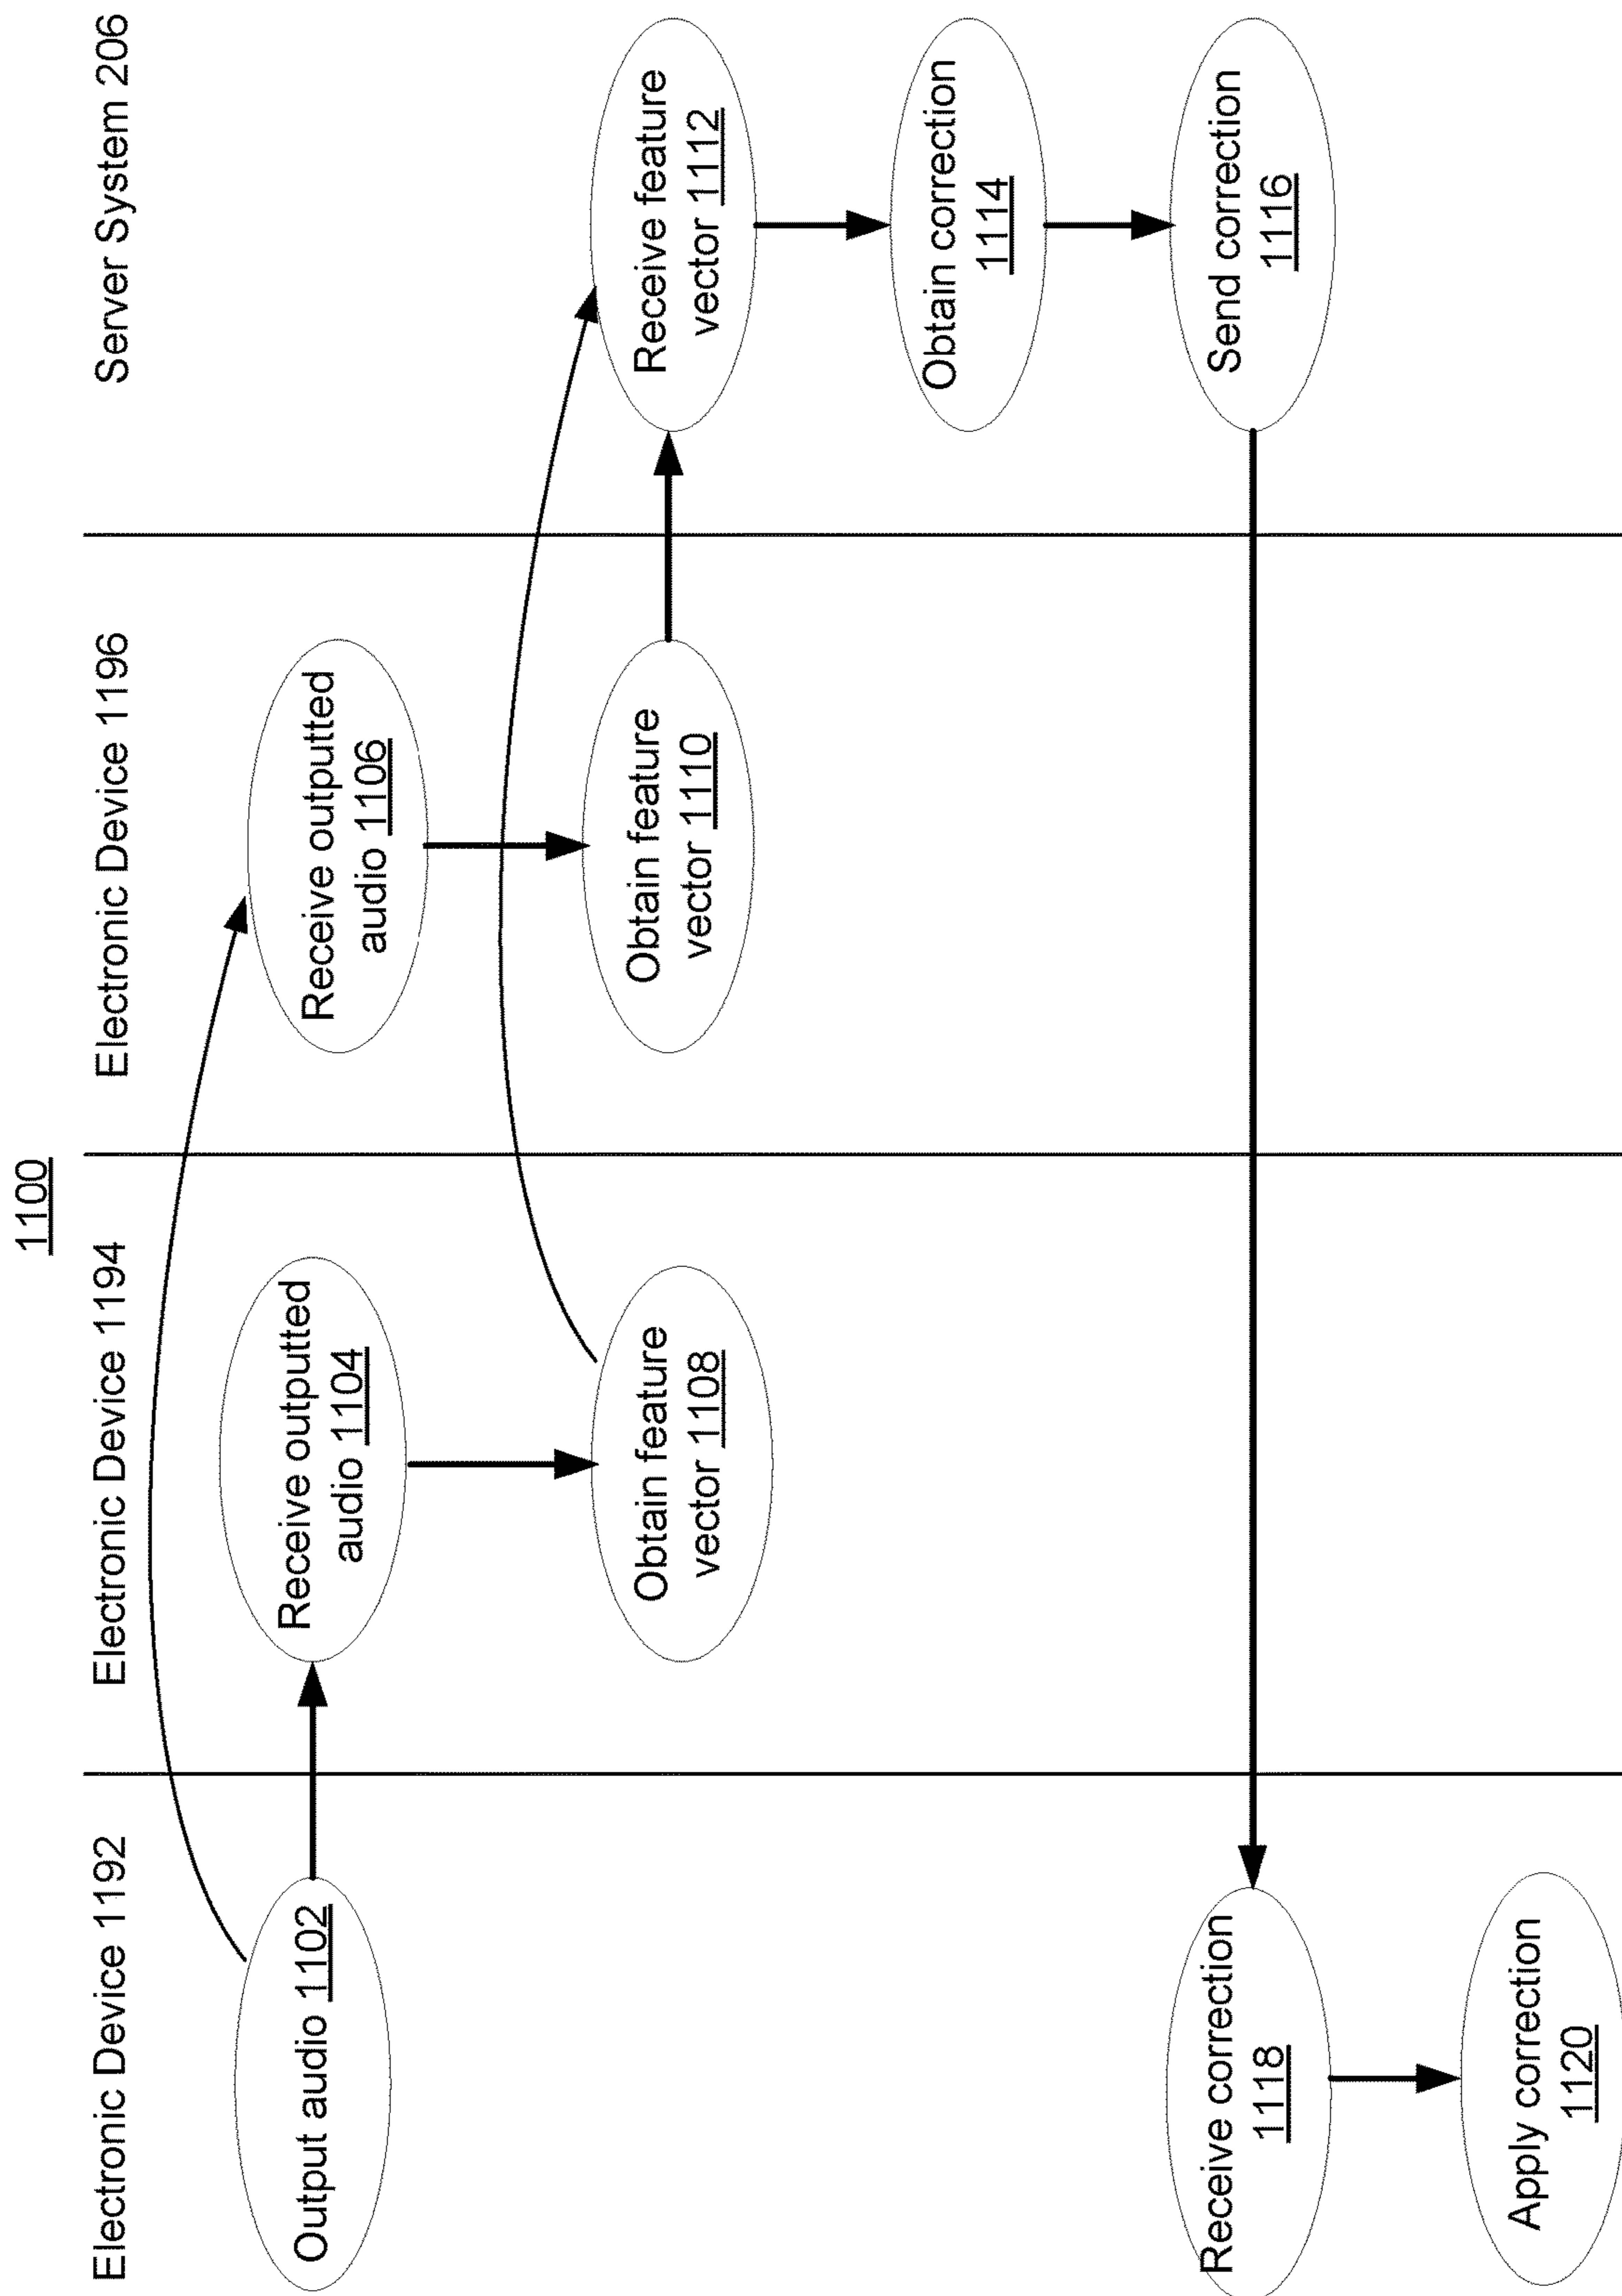 1100
Electronic Device 1192
Electronic Device 1194
Electronic Device 1196
Server System 206
Output audio 1102
Receive outputted
audio 1104
Receive outputted
audio 1106
Obtain feature
vector 1108
Obtain feature
vector 1110
Receive feature
vector 1112
Obtain correction
1114
Send correction
1116
Receive correction
1118
Apply correction
1120